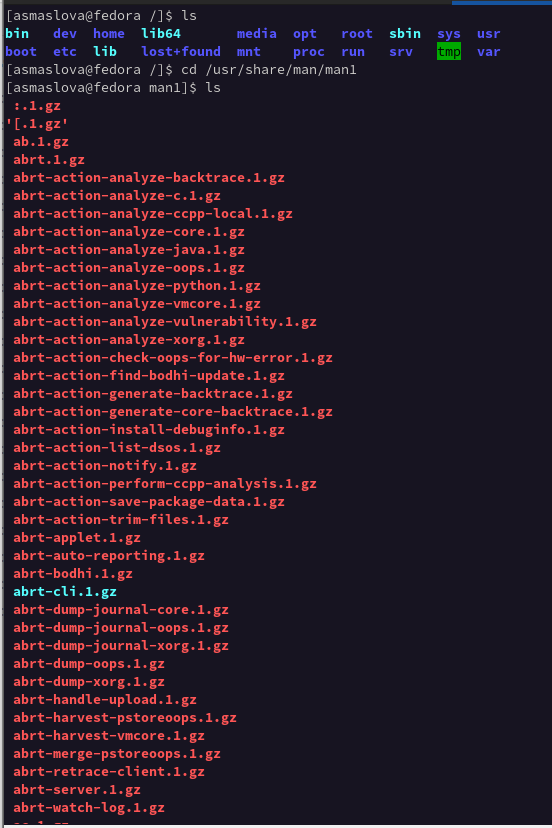 [asmaslova@fedora /]$ ls
bin dev home lib64 media opt root sbin sys usr
boot etc lib lost+found mnt proc run srv tmp var
[asmaslova@fedora /]$ cd /usr/share/man/man1
[asmaslova@fedora man1]$ ls
:.1.gz
'[.1.gz'
ab.1.gz
abrt.1.gz
abrt-action-analyze-backtrace.1.gz
abrt-action-analyze-c.1.gz
abrt-action-analyze-ccpp-local.1.gz
abrt-action-analyze-core.1.gz
abrt-action-analyze-java.1.gz
abrt-action-analyze-oops.1.gz
abrt-action-analyze-python.1.gz
abrt-action-analyze-vmcore.1.gz
abrt-action-analyze-vulnerability.1.gz
abrt-action-analyze-xorg.1.gz
abrt-action-check-oops-for-hw-error.1.gz
abrt-action-find-bodhi-update.1.gz
abrt-action-generate-backtrace.1.gz
abrt-action-generate-core-backtrace.1.gz
abrt-action-install-debuginfo.1.gz
abrt-action-list-dsos.1.gz
abrt-action-notify.1.gz
abrt-action-perform-ccpp-analysis.1.gz
abrt-action-save-package-data.1.gz
abrt-action-trim-files.1.gz
abrt-applet.1.gz
abrt-auto-reporting.1.gz
abrt-bodhi.1.gz
abrt-cli.1.gz
abrt-dump-journal-core.1.gz
abrt-dump-journal-oops.1.gz
abrt-dump-journal-xorg.1.gz
abrt-dump-oops.1.gz
abrt-dump-xorg.1.gz
abrt-handle-upload.1.gz
abrt-harvest-pstoreoops.1.gz
abrt-harvest-vmcore.1.gz
abrt-merge-pstoreoops.1.gz
abrt-retrace-client.1.gz
abrt-server.1.gz
abrt-watch-log.1.gz